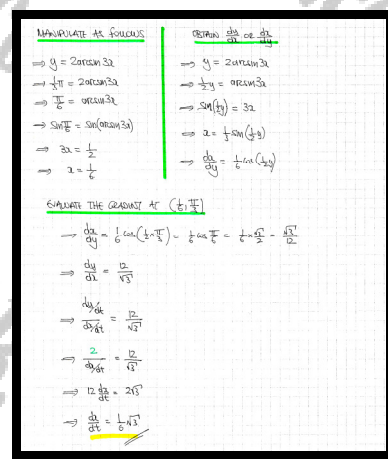 MANIPULATE AS FOLLOWS
⇒ y = 2arcsin3x
⇒ ⅓π = 2arcsin3x
⇒ π/6 = arcsin3x
⇒ sin π/6 = sin(arcsin3x)
⇒ 3x = 1/2
⇒ x = 1/6
OBTAIN dy/dx OR dx/dy
⇒ y = 2arcsin3x
⇒ ½y = arcsin3x
⇒ sin(½y) = 3x
⇒ x = ⅓ sin(½y)
⇒ dx/dy = 1/6 cos(½y)
EVALUATE THE GRADIENT AT (1/6, π/3)
⇒ dx/dy = 1/6 cos(½×π/3) = 1/6 cos π/6 = 1/6 × √3/2 = √3/12
⇒ dy/dx = 12/√3
⇒ (dy/dt)/(dx/dt) = 12/√3
⇒ 2/(dx/dt) = 12/√3
⇒ 12 dx/dt = 2√3
⇒ dx/dt = 1/6 √3